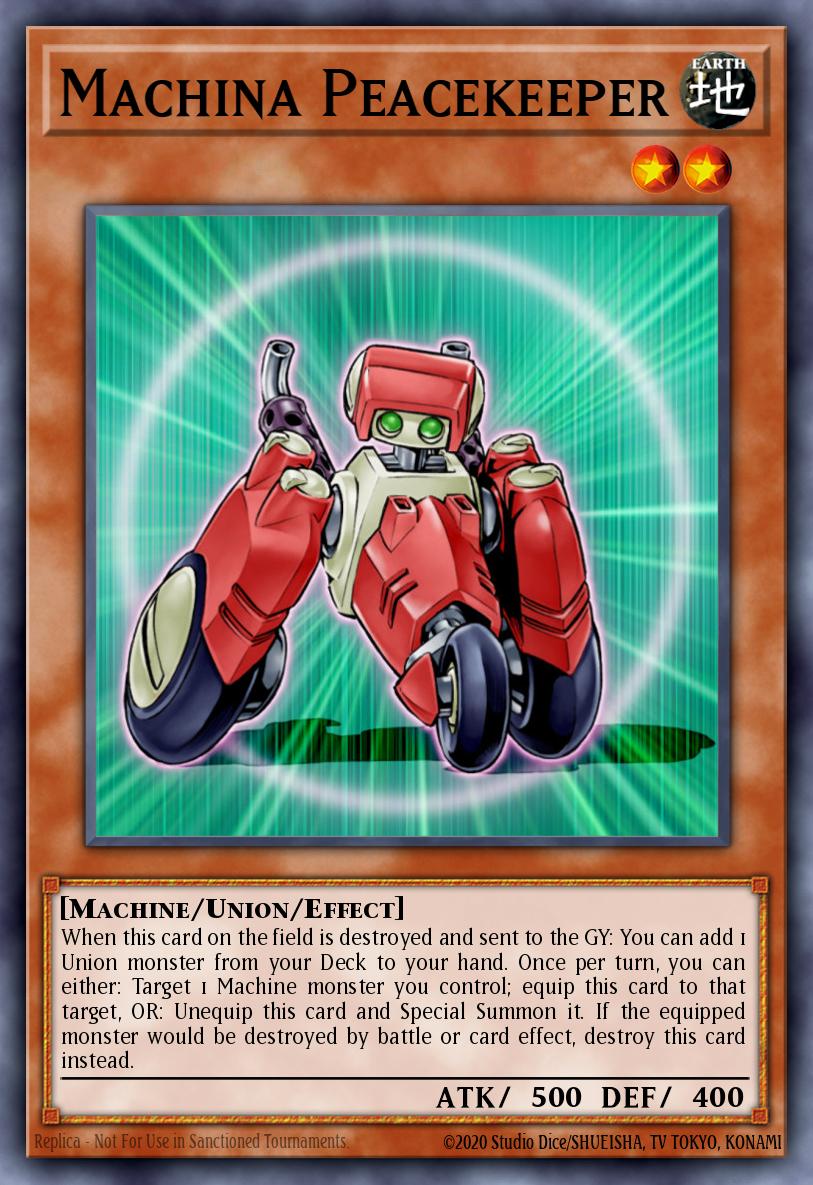 Machina Peacekeeper
EARTH
地
[Machine/Union/Effect]
When this card on the field is destroyed and sent to the GY: You can add 1
Union monster from your Deck to your hand. Once per turn, you can
either: Target 1 Machine monster you control; equip this card to that
target, OR: Unequip this card and Special Summon it. If the equipped
monster would be destroyed by battle or card effect, destroy this card
instead.
ATK/ 500 DEF/ 400
Replica - Not For Use in Sanctioned Tournaments.
©2020 Studio Dice/SHUEISHA, TV TOKYO, KONAMI